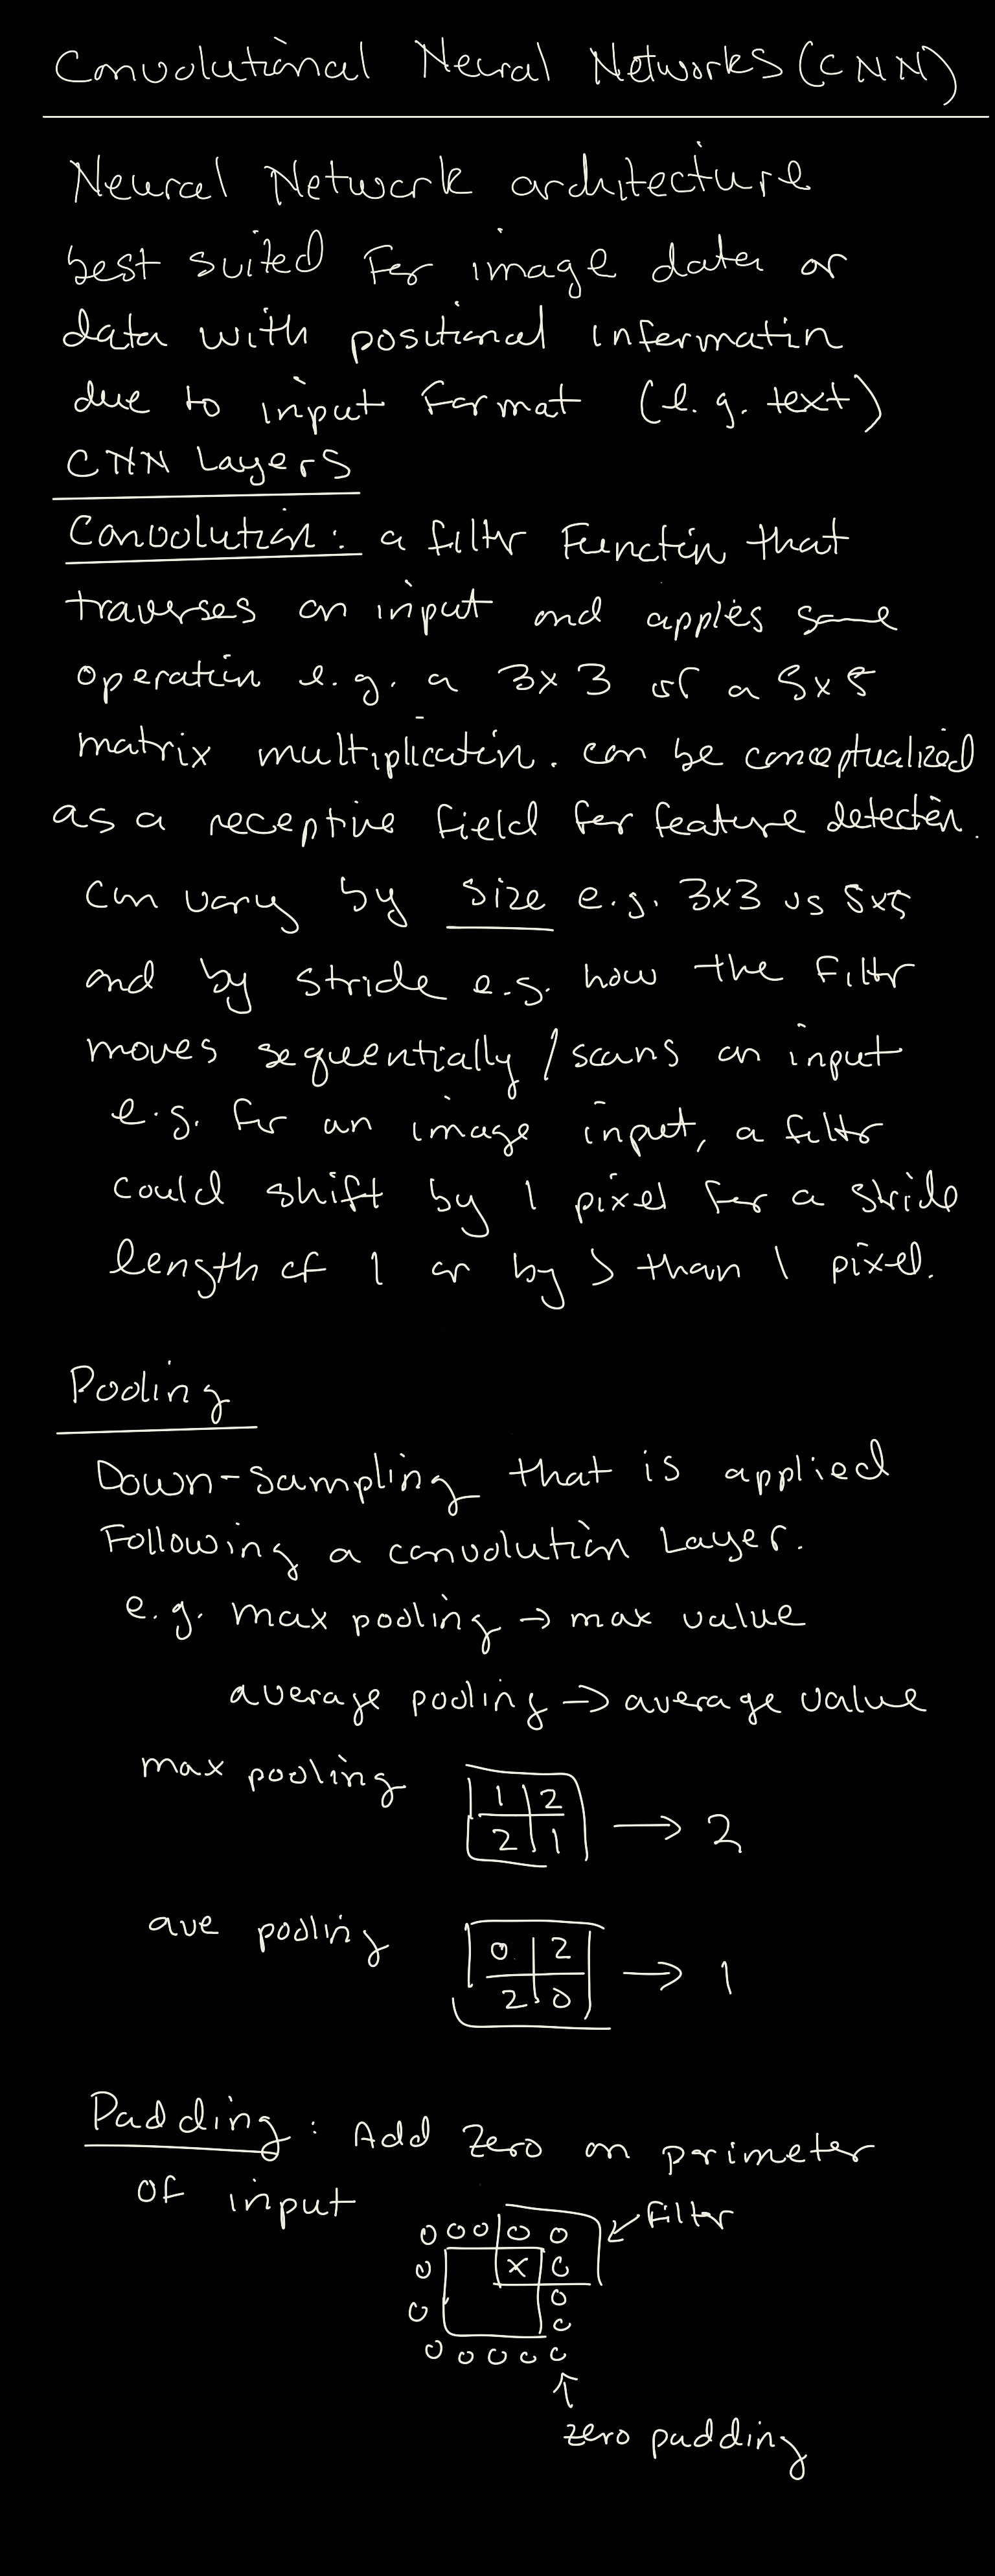 Convolutional Neural Networks (CNN)
Neural Network architecture
best suited for image data or
data with positional information
due to input format (e.g. text)
CNN Layers
Convolution: a filter function that
traverses an input and applies some
operation e.g. a 3x3 or a 5x5
matrix multiplication. can be conceptualized
as a receptive field for feature detection.
can vary by size e.g. 3x3 vs 5x5
and by stride e.g. how the filter
moves sequentially / scans an input
e.g. for an image input, a filter
could shift by 1 pixel for a stride
length of 1 or by > than 1 pixel.
Pooling
Down-sampling that is applied
Following a convolution Layer.
e.g. max pooling → max value
average pooling → average value
max pooling
1 2
2 1 → 2
ave pooling
0 2
2 0 → 1
Padding: Add zero on perimeter
of input
filter
0 0 0 0 0
0 x 0
0
0 0
0 0 0 0 0
zero padding